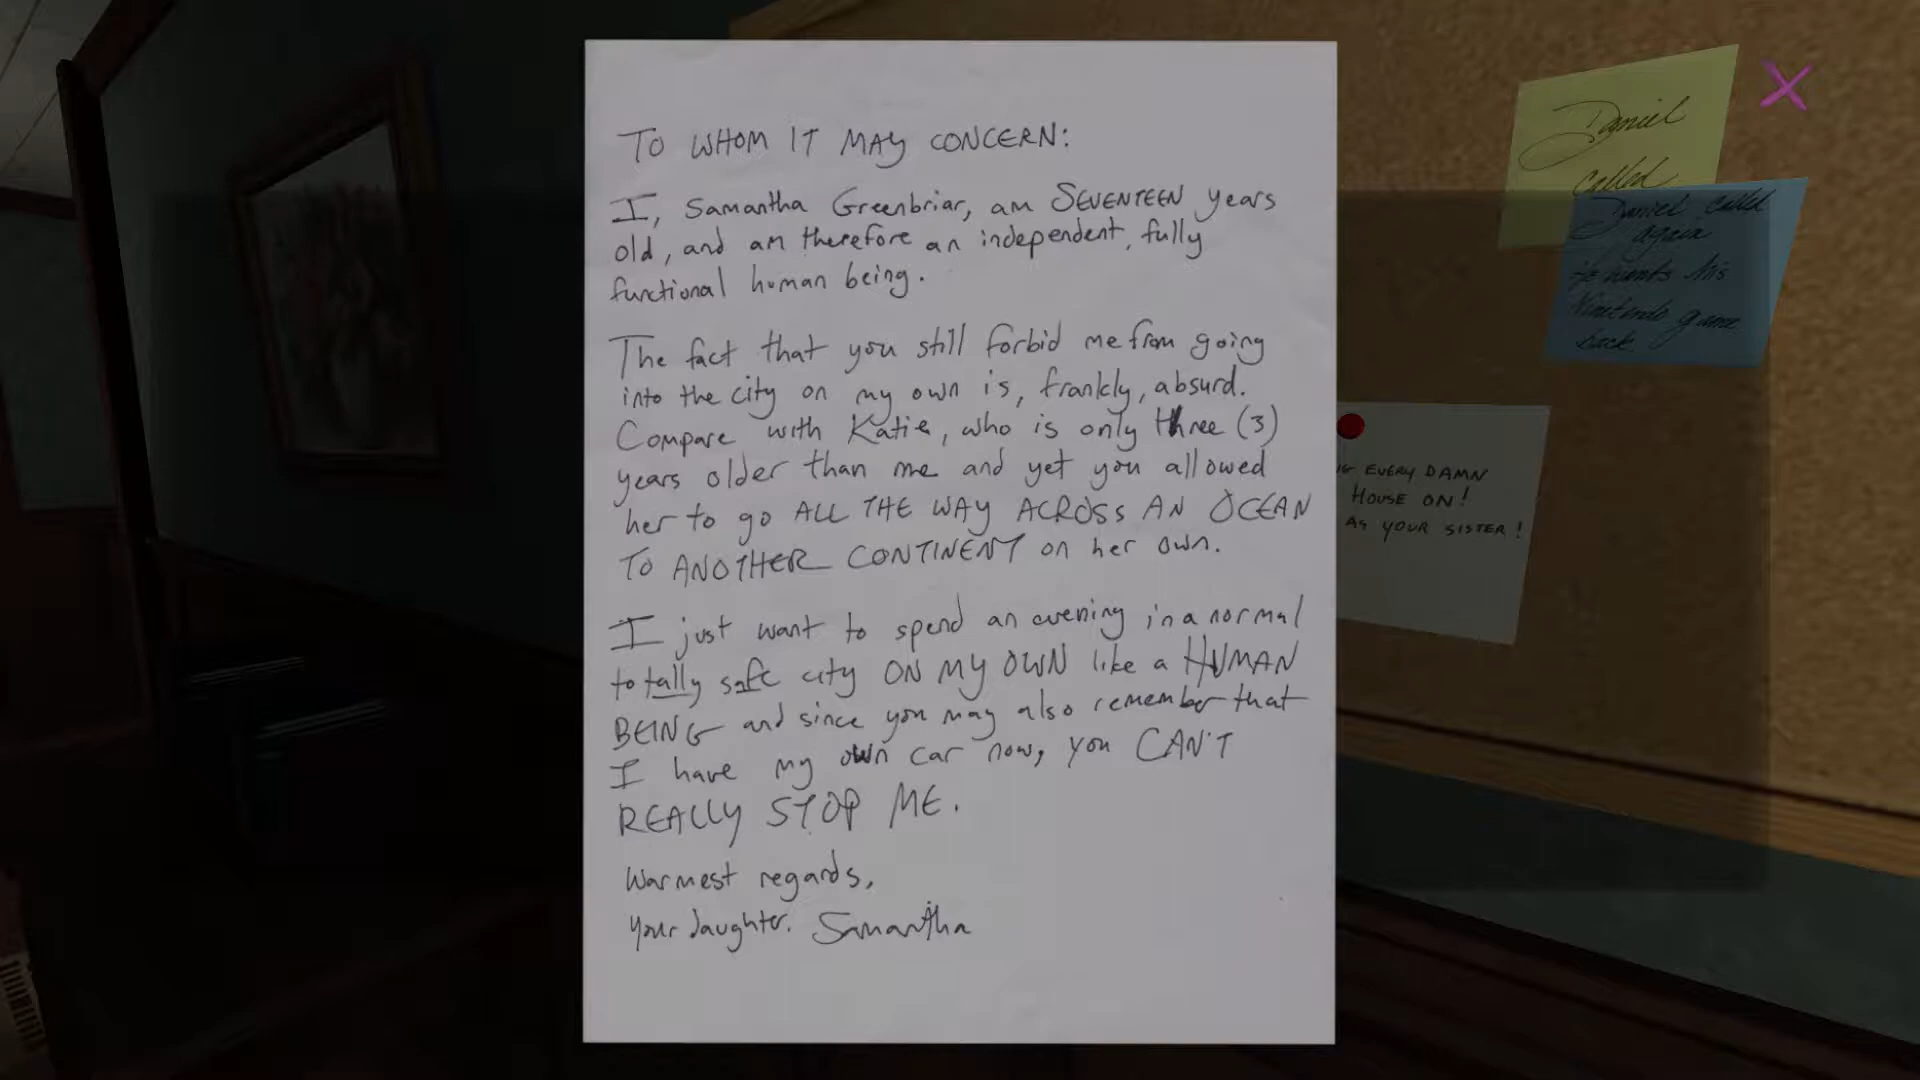 TO WHOM IT MAY CONCERN:
I, Samantha Greenbriar, am SEVENTEEN years
old, and am therefore an independent, fully
functional human being.
The fact that you still forbid me from going
into the city on my own is, frankly, absurd.
Compare with Katie, who is only three (3)
years older than me and yet you allowed
her to go ALL THE WAY ACROSS AN OCEAN
TO ANOTHER CONTINENT on her own.
I just want to spend an evening in a normal
totally safe city ON MY OWN like a HUMAN
BEING and since you may also remember that
I have my own car now, you CAN'T
REALLY STOP ME.
Warmest regards,
Your daughter. Samantha
Daniel
called
Daniel called
again
he wants his
Nintendo game
back
EVERY DAMN
HOUSE ON!
AS YOUR SISTER!